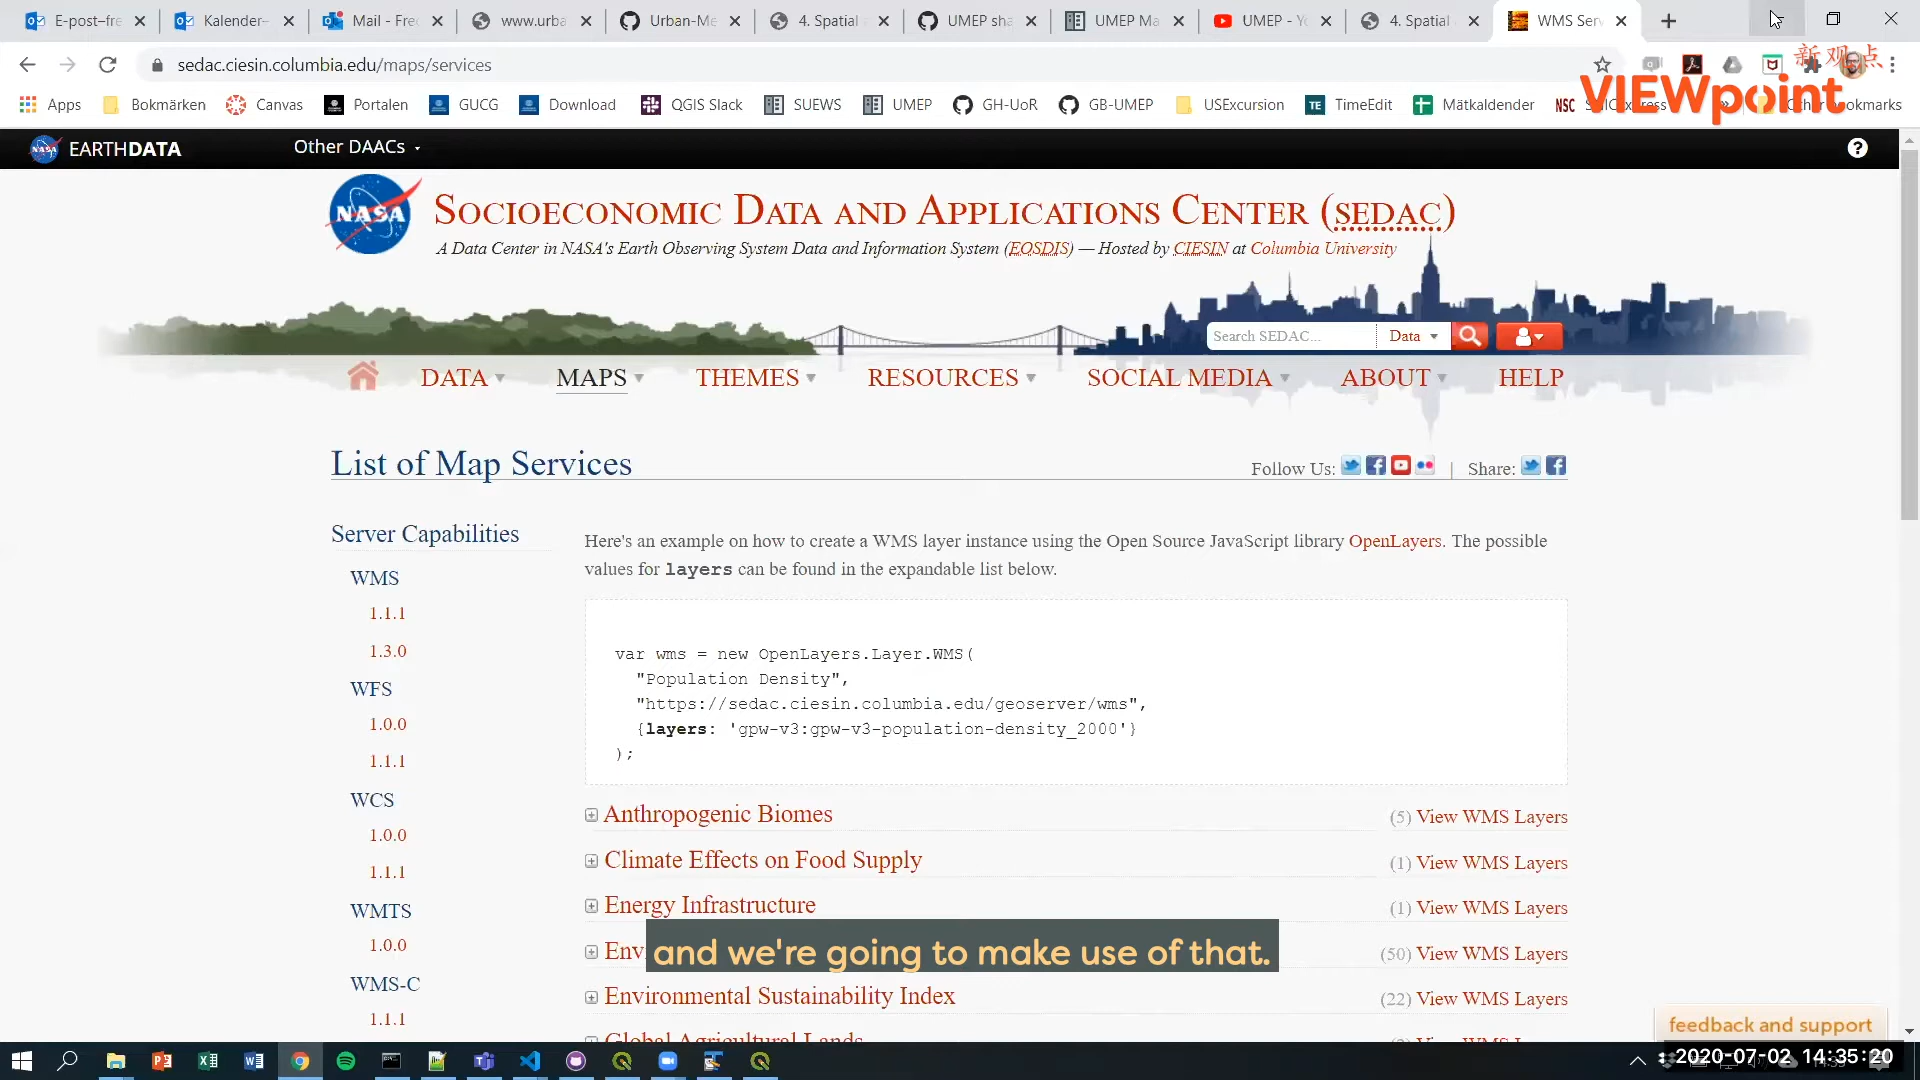 E-post–fre
Kalender–
Mail - Fre
www.urba
Urban-Me
4. Spatial a
UMEP sha
UMEP Ma
UMEP - Yo
4. Spatial
WMS Serv
sedac.ciesin.columbia.edu/maps/services
新观点
VIEWpoint
Apps
Bokmärken
Canvas
Portalen
GUCG
Download
QGIS Slack
SUEWS
UMEP
GH-UoR
GB-UMEP
USExcursion
TE TimeEdit
Mätkaldender
NSC
bookmarks
NASA EARTHDATA
Other DAACs
NASA
SOCIOECONOMIC DATA AND APPLICATIONS CENTER (SEDAC)
A Data Center in NASA's Earth Observing System Data and Information System (EOSDIS) — Hosted by CIESIN at Columbia University
Search SEDAC...
Data
DATA
MAPS
THEMES
RESOURCES
SOCIAL MEDIA
ABOUT
HELP
List of Map Services
Follow Us:
| Share:
Server Capabilities
WMS
1.1.1
1.3.0
WFS
1.0.0
1.1.1
WCS
1.0.0
1.1.1
WMTS
1.0.0
WMS-C
1.1.1
Here's an example on how to create a WMS layer instance using the Open Source JavaScript library OpenLayers. The possible
values for layers can be found in the expandable list below.
var wms = new OpenLayers.Layer.WMS(
"Population Density",
"https://sedac.ciesin.columbia.edu/geoserver/wms",
{layers: 'gpw-v3:gpw-v3-population-density_2000'}
);
Anthropogenic Biomes
(5) View WMS Layers
Climate Effects on Food Supply
(1) View WMS Layers
Energy Infrastructure
(1) View WMS Layers
Env
(50) View WMS Layers
and we're going to make use of that.
Environmental Sustainability Index
(22) View WMS Layers
Global Agricultural Lands
feedback and support
2020-07-02 14:35:20